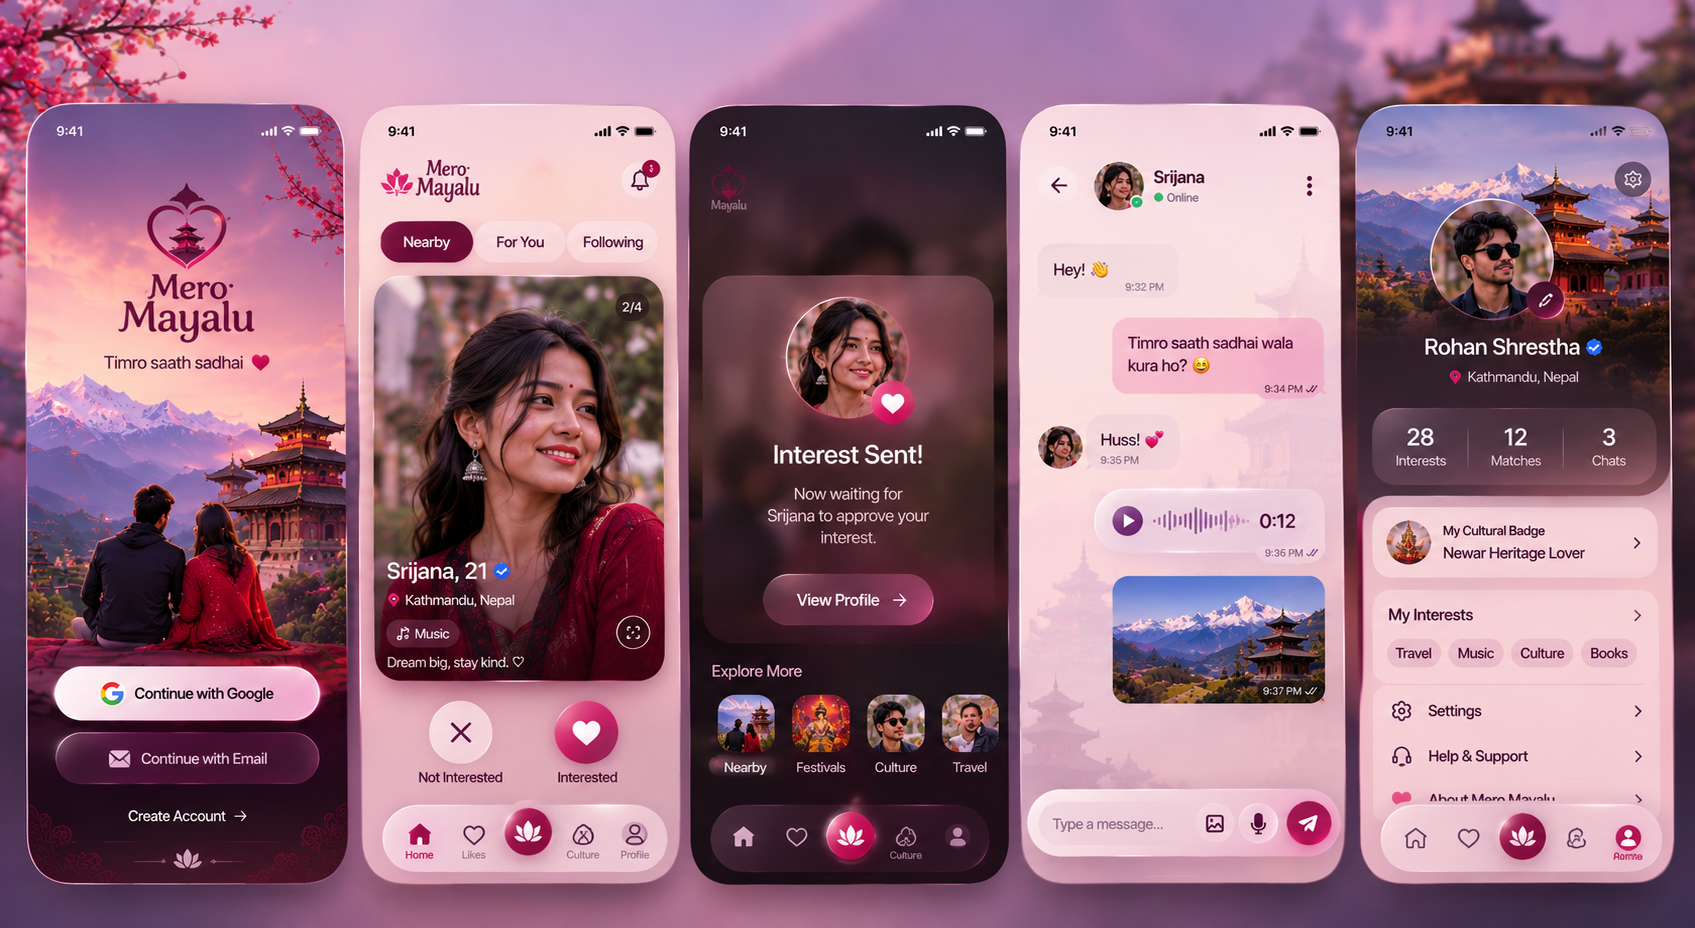 9:41
Mero
Mayalu
Timro saath sadhai ❤️
Continue with Google
Continue with Email
Create Account →
9:41
Mero
Mayalu
Nearby
For You
Following
2/4
Srijana, 21
Kathmandu, Nepal
Music
Dream big, stay kind. ♡
Not Interested
Interested
Home
Likes
Culture
Profile
9:41
Mayalu
Interest Sent!
Now waiting for
Srijana to approve your
interest.
View Profile →
Explore More
Nearby
Festivals
Culture
Travel
Culture
9:41
Srijana
Online
Hey! 👋
9:32 PM
Timro saath sadhai wala
kura ho? 😄
9:34 PM
Huss! 💕
9:35 PM
0:12
9:36 PM
9:37 PM
Type a message...
9:41
Rohan Shrestha
Kathmandu, Nepal
28
Interests
12
Matches
3
Chats
My Cultural Badge
Newar Heritage Lover
My Interests
Travel
Music
Culture
Books
Settings
Help & Support
About Mero Mayalu